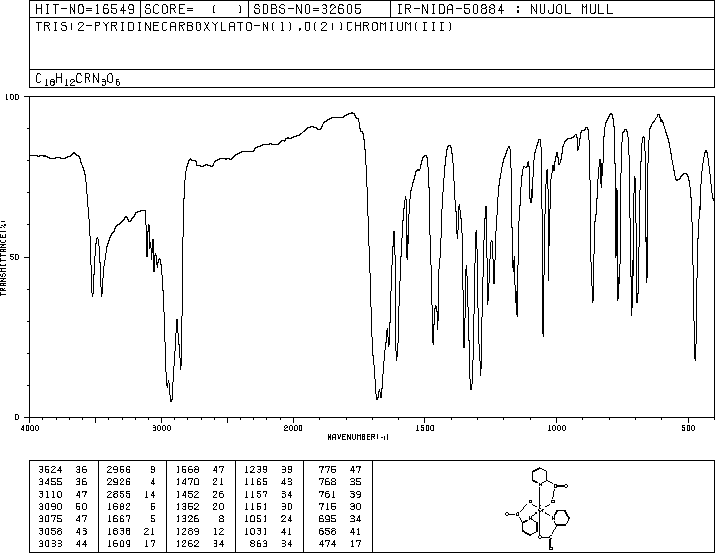 HIT-NO=16549 SCORE= ( ) SDBS-NO=32605 IR-NIDA-50884 : NUJOL MULL
TRIS(2-PYRIDINECARBOXYLATO-N(1),O(2))CHROMIUM(III)
C18H12CRN3O6
100
50
0
TRANSMITTANCE(%)
4000 3000 2000 1500 1000 500
WAVENUMBER(-1)
3524 36 2956 9 1568 47 1239 39 775 47
3455 36 2926 4 1470 21 1165 43 768 35
3110 47 2855 14 1452 26 1157 34 761 39
3090 50 1682 5 1352 20 1151 30 715 30
3075 47 1667 5 1326 8 1051 24 695 34
3056 43 1638 21 1289 12 1031 41 658 41
3033 44 1609 17 1262 34 863 34 474 17